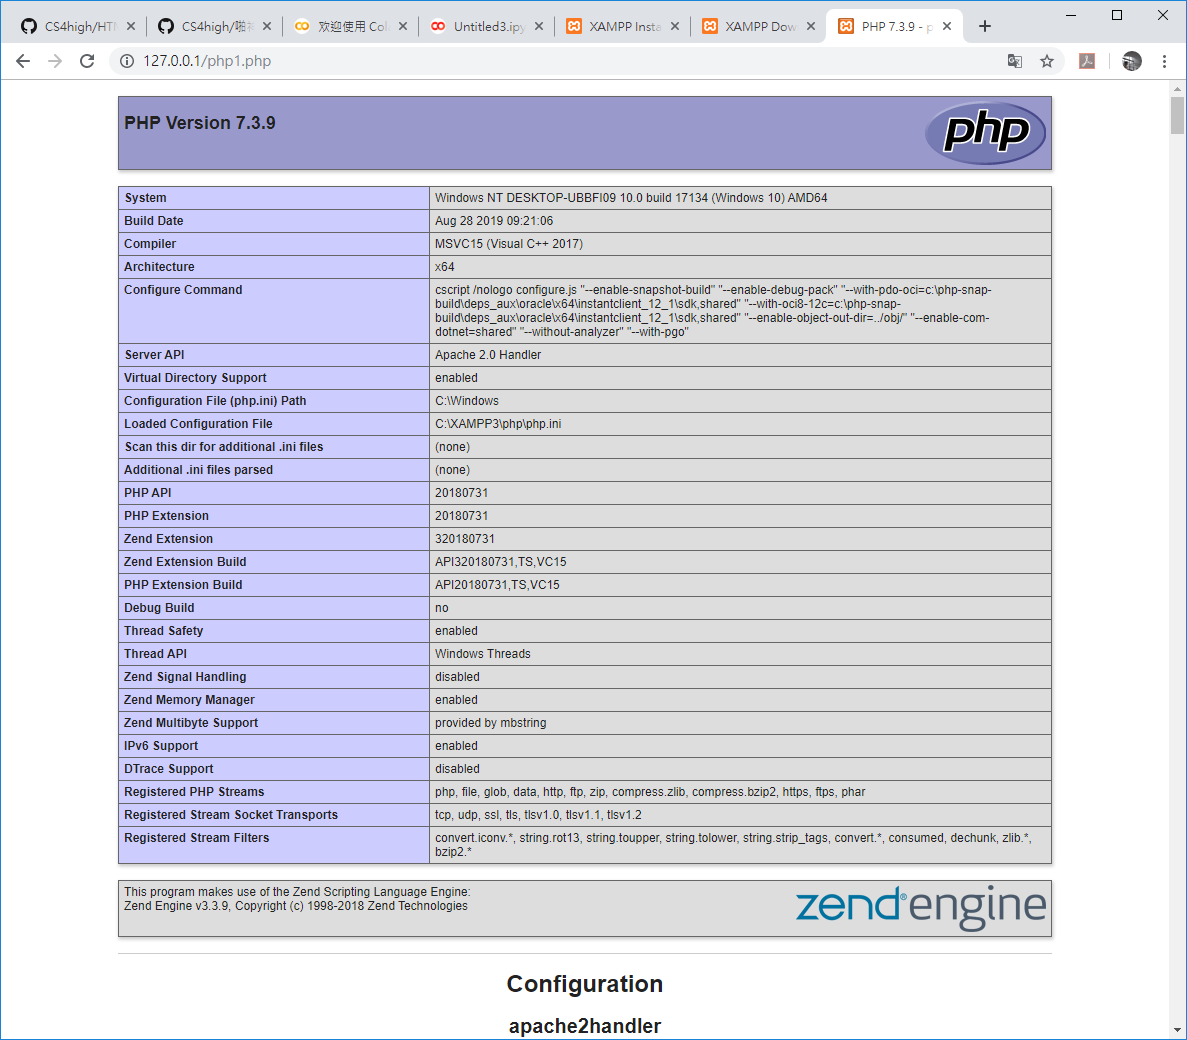 CS4high/HTM
CS4high/啪
欢迎使用 Col
Untitled3.ipy
XAMPP Insta
XAMPP Dow
PHP 7.3.9 - p
127.0.0.1/php1.php
PHP Version 7.3.9
php
System Windows NT DESKTOP-UBBFI09 10.0 build 17134 (Windows 10) AMD64
Build Date Aug 28 2019 09:21:06
Compiler MSVC15 (Visual C++ 2017)
Architecture x64
Configure Command cscript /nologo configure.js "--enable-snapshot-build" "--enable-debug-pack" "--with-pdo-oci=c:\php-snap-
build\deps_aux\oracle\x64\instantclient_12_1\sdk,shared" "--with-oci8-12c=c:\php-snap-
build\deps_aux\oracle\x64\instantclient_12_1\sdk,shared" "--enable-object-out-dir=../obj/" "--enable-com-
dotnet=shared" "--without-analyzer" "--with-pgo"
Server API Apache 2.0 Handler
Virtual Directory Support enabled
Configuration File (php.ini) Path C:\Windows
Loaded Configuration File C:\XAMPP3\php\php.ini
Scan this dir for additional .ini files (none)
Additional .ini files parsed (none)
PHP API 20180731
PHP Extension 20180731
Zend Extension 320180731
Zend Extension Build API320180731,TS,VC15
PHP Extension Build API20180731,TS,VC15
Debug Build no
Thread Safety enabled
Thread API Windows Threads
Zend Signal Handling disabled
Zend Memory Manager enabled
Zend Multibyte Support provided by mbstring
IPv6 Support enabled
DTrace Support disabled
Registered PHP Streams php, file, glob, data, http, ftp, zip, compress.zlib, compress.bzip2, https, ftps, phar
Registered Stream Socket Transports tcp, udp, ssl, tls, tlsv1.0, tlsv1.1, tlsv1.2
Registered Stream Filters convert.iconv.*, string.rot13, string.toupper, string.tolower, string.strip_tags, convert.*, consumed, dechunk, zlib.*,
bzip2.*
This program makes use of the Zend Scripting Language Engine:
Zend Engine v3.3.9, Copyright (c) 1998-2018 Zend Technologies
zend® engine
Configuration
apache2handler